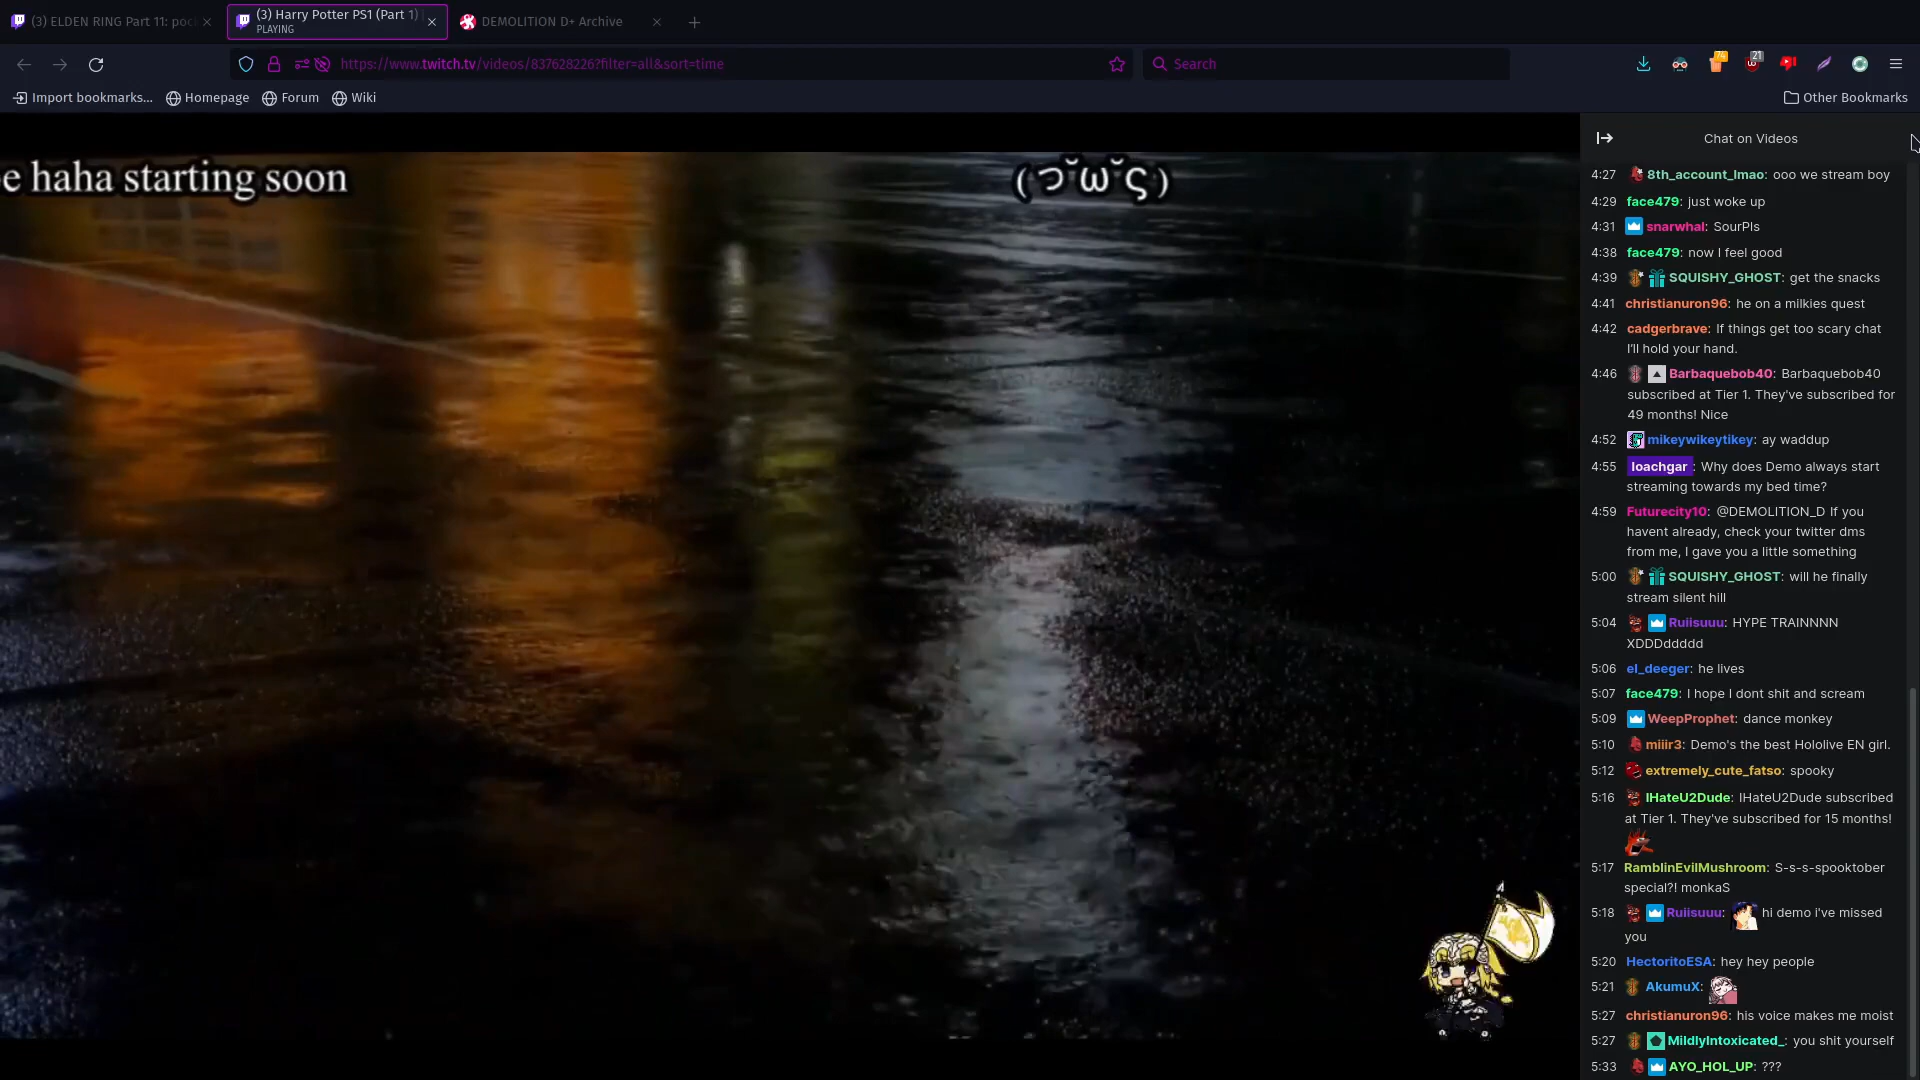 (3) ELDEN RING Part 11: poc
(3) Harry Potter PS1 (Part 1)
PLAYING
DEMOLITION D+ Archive
https://www.twitch.tv/videos/837628226?filter=all&sort=time
Search
74
21
Import bookmarks...
Homepage
Forum
Wiki
Other Bookmarks
e haha starting soon
(つ˘ω˘ς)
Chat on Videos
4:27 8th_account_lmao: ooo we stream boy
4:29 face479: just woke up
4:31 snarwhal: SourPls
4:38 face479: now I feel good
4:39 SQUISHY_GHOST: get the snacks
4:41 christianuron96: he on a milkies quest
4:42 cadgerbrave: If things get too scary chat
I'll hold your hand.
4:46 Barbaquebob40: Barbaquebob40
subscribed at Tier 1. They've subscribed for
49 months! Nice
4:52 mikeywikeytikey: ay waddup
4:55 loachgar: Why does Demo always start
streaming towards my bed time?
4:59 Futurecity10: @DEMOLITION_D If you
havent already, check your twitter dms
from me, I gave you a little something
5:00 SQUISHY_GHOST: will he finally
stream silent hill
5:04 Ruiisuuu: HYPE TRAINNNN
XDDDddddd
5:06 el_deeger: he lives
5:07 face479: I hope I dont shit and scream
5:09 WeepProphet: dance monkey
5:10 miiir3: Demo's the best Hololive EN girl.
5:12 extremely_cute_fatso: spooky
5:16 IHateU2Dude: IHateU2Dude subscribed
at Tier 1. They've subscribed for 15 months!
5:17 RamblinEvilMushroom: S-s-s-spooktober
special?! monkaS
5:18 Ruiisuuu: hi demo i've missed
you
5:20 HectoritoESA: hey hey people
5:21 AkumuX:
5:27 christianuron96: his voice makes me moist
5:27 MildlyIntoxicated_: you shit yourself
5:33 AYO_HOL_UP: ???